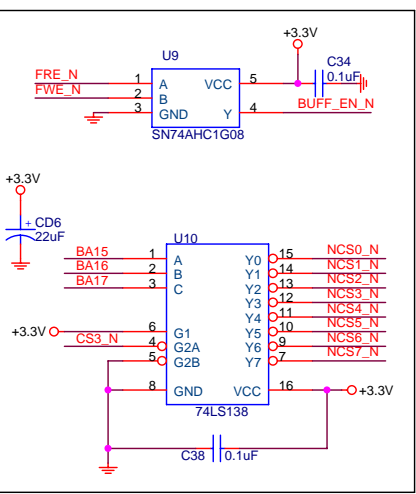 +3.3V
U9
C34
FRE_N 1 A VCC 5 0.1uF
FWE_N 2 B
3 GND Y 4 BUFF_EN_N
SN74AHC1G08
+3.3V
+ CD6
22uF
U10
BA15 1 A Y0 15 NCS0_N
BA16 2 B Y1 14 NCS1_N
BA17 3 C Y2 13 NCS2_N
Y3 12 NCS3_N
Y4 11 NCS4_N
+3.3V 6 G1 Y5 10 NCS5_N
CS3_N 4 G2A Y6 9 NCS6_N
5 G2B Y7 7 NCS7_N
8 GND VCC 16 +3.3V
74LS138
C38 0.1uF